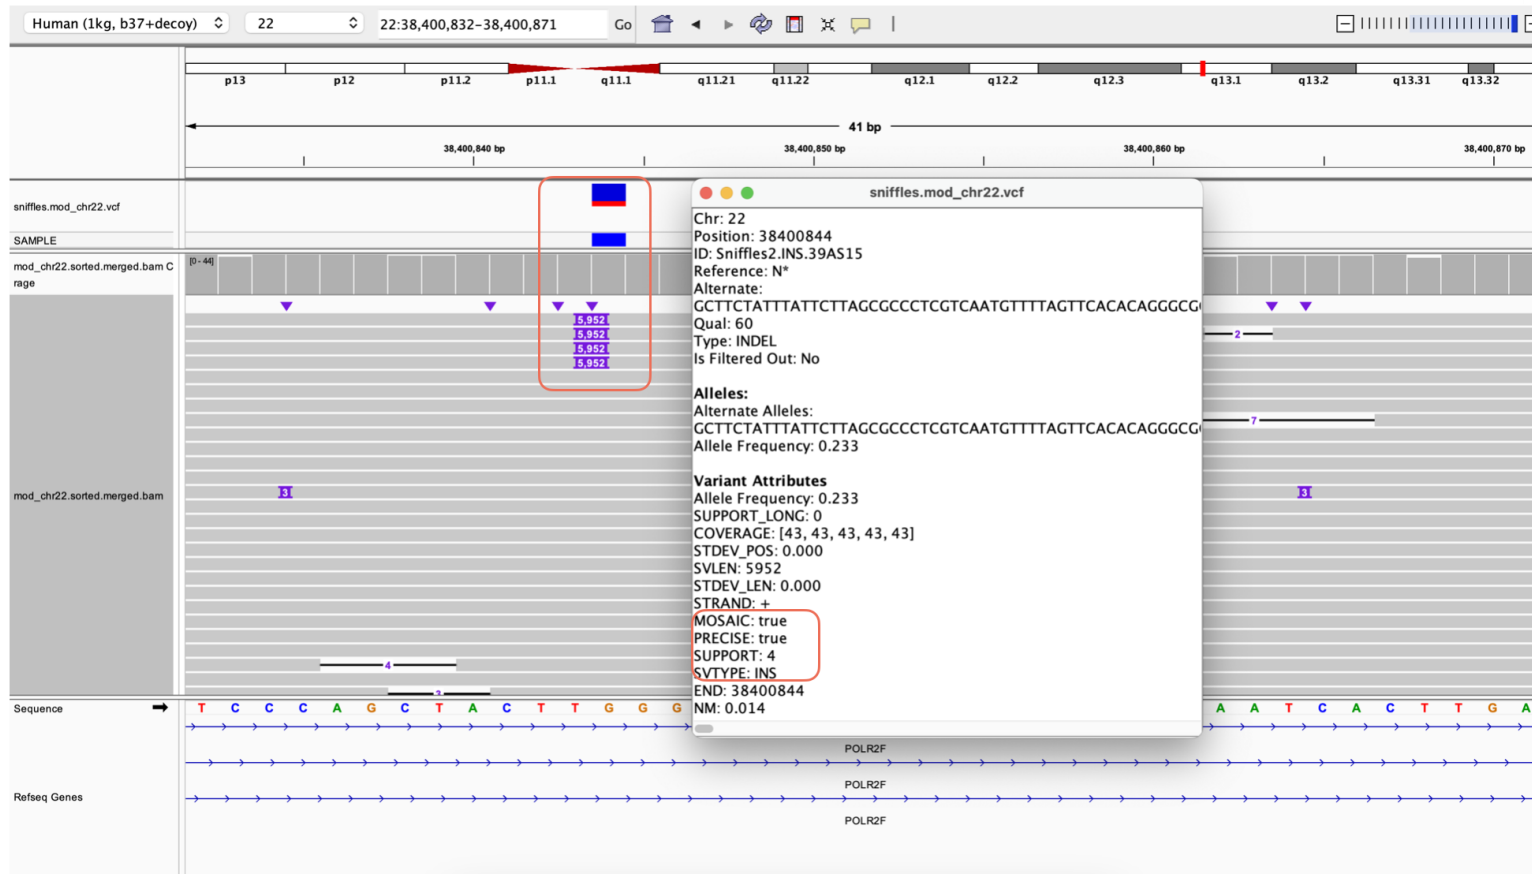 Human (1kg, b37+decoy) 22 22:38,400,832-38,400,871 Go
p13 p12 p11.2 p11.1 q11.1 q11.21 q11.22 q12.1 q12.2 q12.3 q13.1 q13.2 q13.31 q13.32
41 bp
38,400,840 bp 38,400,850 bp 38,400,860 bp 38,400,870 bp
sniffles.mod_chr22.vcf
SAMPLE
mod_chr22.sorted.merged.bam C
rage
[0 - 44]
5,952
5,952
5,952
5,952
2
7
mod_chr22.sorted.merged.bam
3
3
4
3
sniffles.mod_chr22.vcf
Chr: 22
Position: 38400844
ID: Sniffles2.INS.39AS15
Reference: N*
Alternate:
GCTTCTATTTATTCTTAGCGCCCTCGTCAATGTTTTAGTTCACACAGGGCG
Qual: 60
Type: INDEL
Is Filtered Out: No
Alleles:
Alternate Alleles:
GCTTCTATTTATTCTTAGCGCCCTCGTCAATGTTTTAGTTCACACAGGGCG
Allele Frequency: 0.233
Variant Attributes
Allele Frequency: 0.233
SUPPORT_LONG: 0
COVERAGE: [43, 43, 43, 43, 43]
STDEV_POS: 0.000
SVLEN: 5952
STDEV_LEN: 0.000
STRAND: +
MOSAIC: true
PRECISE: true
SUPPORT: 4
SVTYPE: INS
END: 38400844
NM: 0.014
Sequence T C C C A G C T A C T T G G G A A T C A C T T G A
Refseq Genes
POLR2F
POLR2F
POLR2F